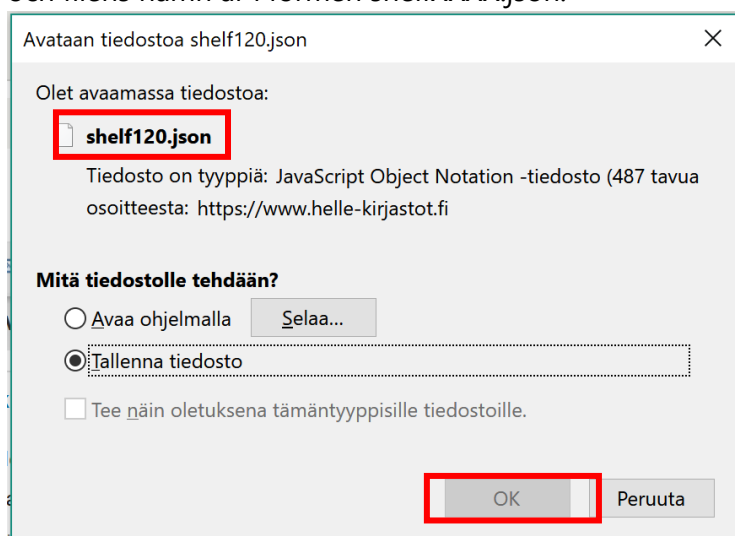 Avataan tiedostoa shelf120.json
Olet avaamassa tiedostoa:
shelf120.json
Tiedosto on tyyppiä: JavaScript Object Notation -tiedosto (487 tavua
osoitteesta: https://www.helle-kirjastot.fi
Mitä tiedostolle tehdään?
Avaa ohjelmalla Selaa...
Tallenna tiedosto
Tee näin oletuksena tämäntyyppisille tiedostoille.
OK Peruuta